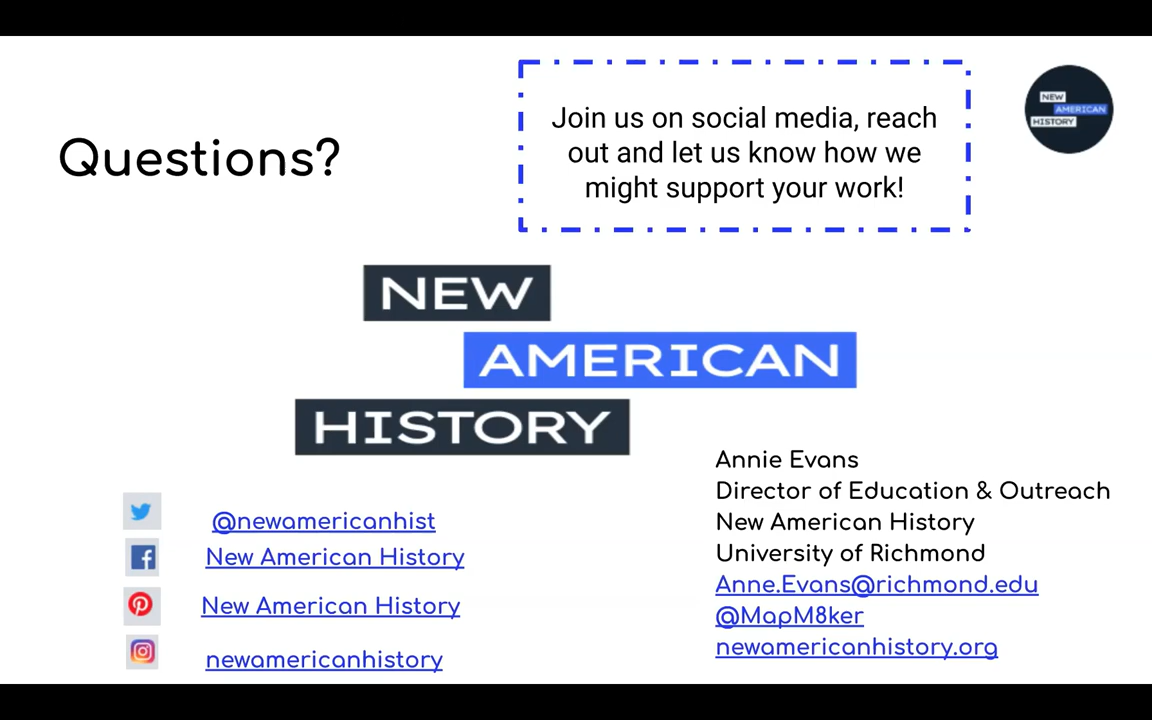 Questions?
Join us on social media, reach
out and let us know how we
might support your work!
NEW
AMERICAN
HISTORY
NEW
AMERICAN
HISTORY
@newamericanhist
New American History
New American History
newamericanhistory
Annie Evans
Director of Education & Outreach
New American History
University of Richmond
Anne.Evans@richmond.edu
@MapM8ker
newamericanhistory.org